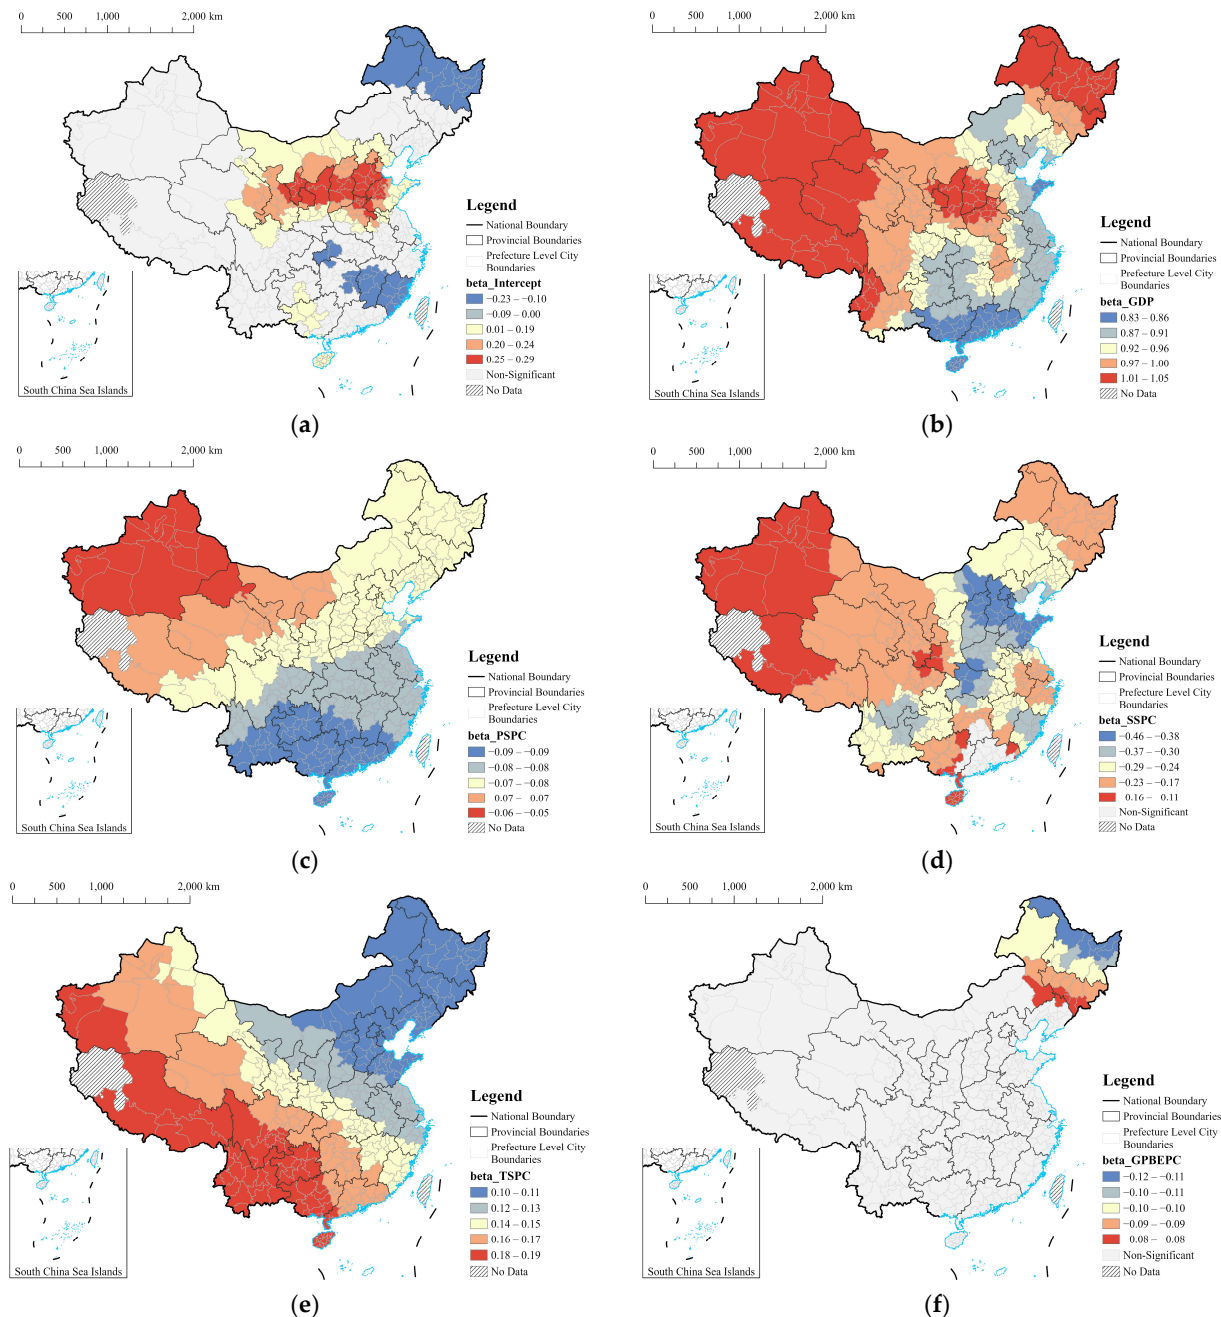 0 500 1,000 2,000 km
Legend
National Boundary
Provincial Boundaries
Prefecture Level City
Boundaries
beta_Intercept
−0.23 – −0.10
−0.09 – 0.00
0.01 – 0.19
0.20 – 0.24
0.25 – 0.29
Non-Significant
No Data
South China Sea Islands
(a)
0 500 1,000 2,000 km
Legend
National Boundary
Provincial Boundaries
Prefecture Level City
Boundaries
beta_GDP
0.83 – 0.86
0.87 – 0.91
0.92 – 0.96
0.97 – 1.00
1.01 – 1.05
No Data
South China Sea Islands
(b)
0 500 1,000 2,000 km
Legend
National Boundary
Provincial Boundaries
Prefecture Level City
Boundaries
beta_PSPC
−0.09 – −0.09
−0.08 – −0.08
−0.07 – −0.08
0.07 – 0.07
−0.06 – −0.05
No Data
South China Sea Islands
(c)
0 500 1,000 2,000 km
Legend
National Boundary
Provincial Boundaries
Prefecture Level City
Boundaries
beta_SSPC
−0.46 – −0.38
−0.37 – −0.30
−0.29 – −0.24
−0.23 – −0.17
0.16 – 0.11
Non-Significant
No Data
South China Sea Islands
(d)
0 500 1,000 2,000 km
Legend
National Boundary
Provincial Boundaries
Prefecture Level City
Boundaries
beta_TSPC
0.10 – 0.11
0.12 – 0.13
0.14 – 0.15
0.16 – 0.17
0.18 – 0.19
No Data
South China Sea Islands
(e)
0 500 1,000 2,000 km
Legend
National Boundary
Provincial Boundaries
Prefecture Level City
Boundaries
beta_GPBEPC
−0.12 – −0.11
−0.10 – −0.11
−0.10 – −0.10
−0.09 – −0.09
0.08 – 0.08
Non-Significant
No Data
South China Sea Islands
(f)